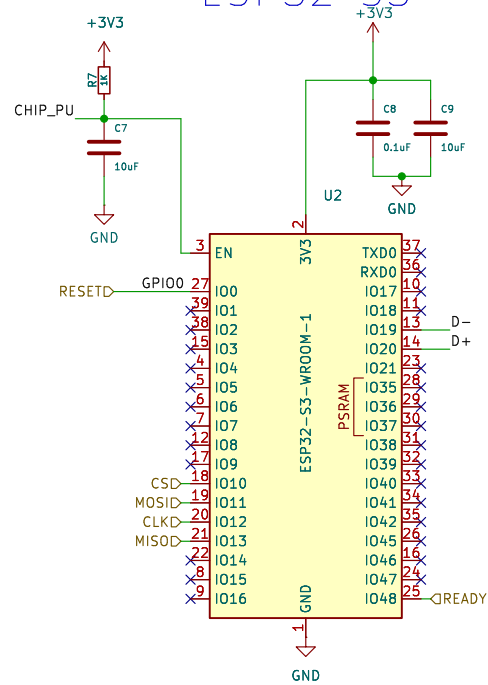 ESP32-S3
+3V3
+3V3
R7
1K
CHIP_PU
C7
10uF
GND
C8
0.1uF
C9
10uF
GND
U2
2
3V3
3 EN
27 IO0
RESET
GPIO0
39 IO1
38 IO2
15 IO3
4 IO4
5 IO5
6 IO6
7 IO7
12 IO8
17 IO9
CS 18 IO10
MOSI 19 IO11
CLK 20 IO12
MISO 21 IO13
22 IO14
8 IO15
9 IO16
ESP32-S3-WROOM-1
PSRAM
TXD0 37
RXD0 36
IO17 10
IO18 11
IO19 13 D-
IO20 14 D+
IO21 23
IO35 28
IO36 29
IO37 30
IO38 31
IO39 32
IO40 33
IO41 34
IO42 35
IO45 26
IO46 16
IO47 24
IO48 25 READY
GND
1
GND